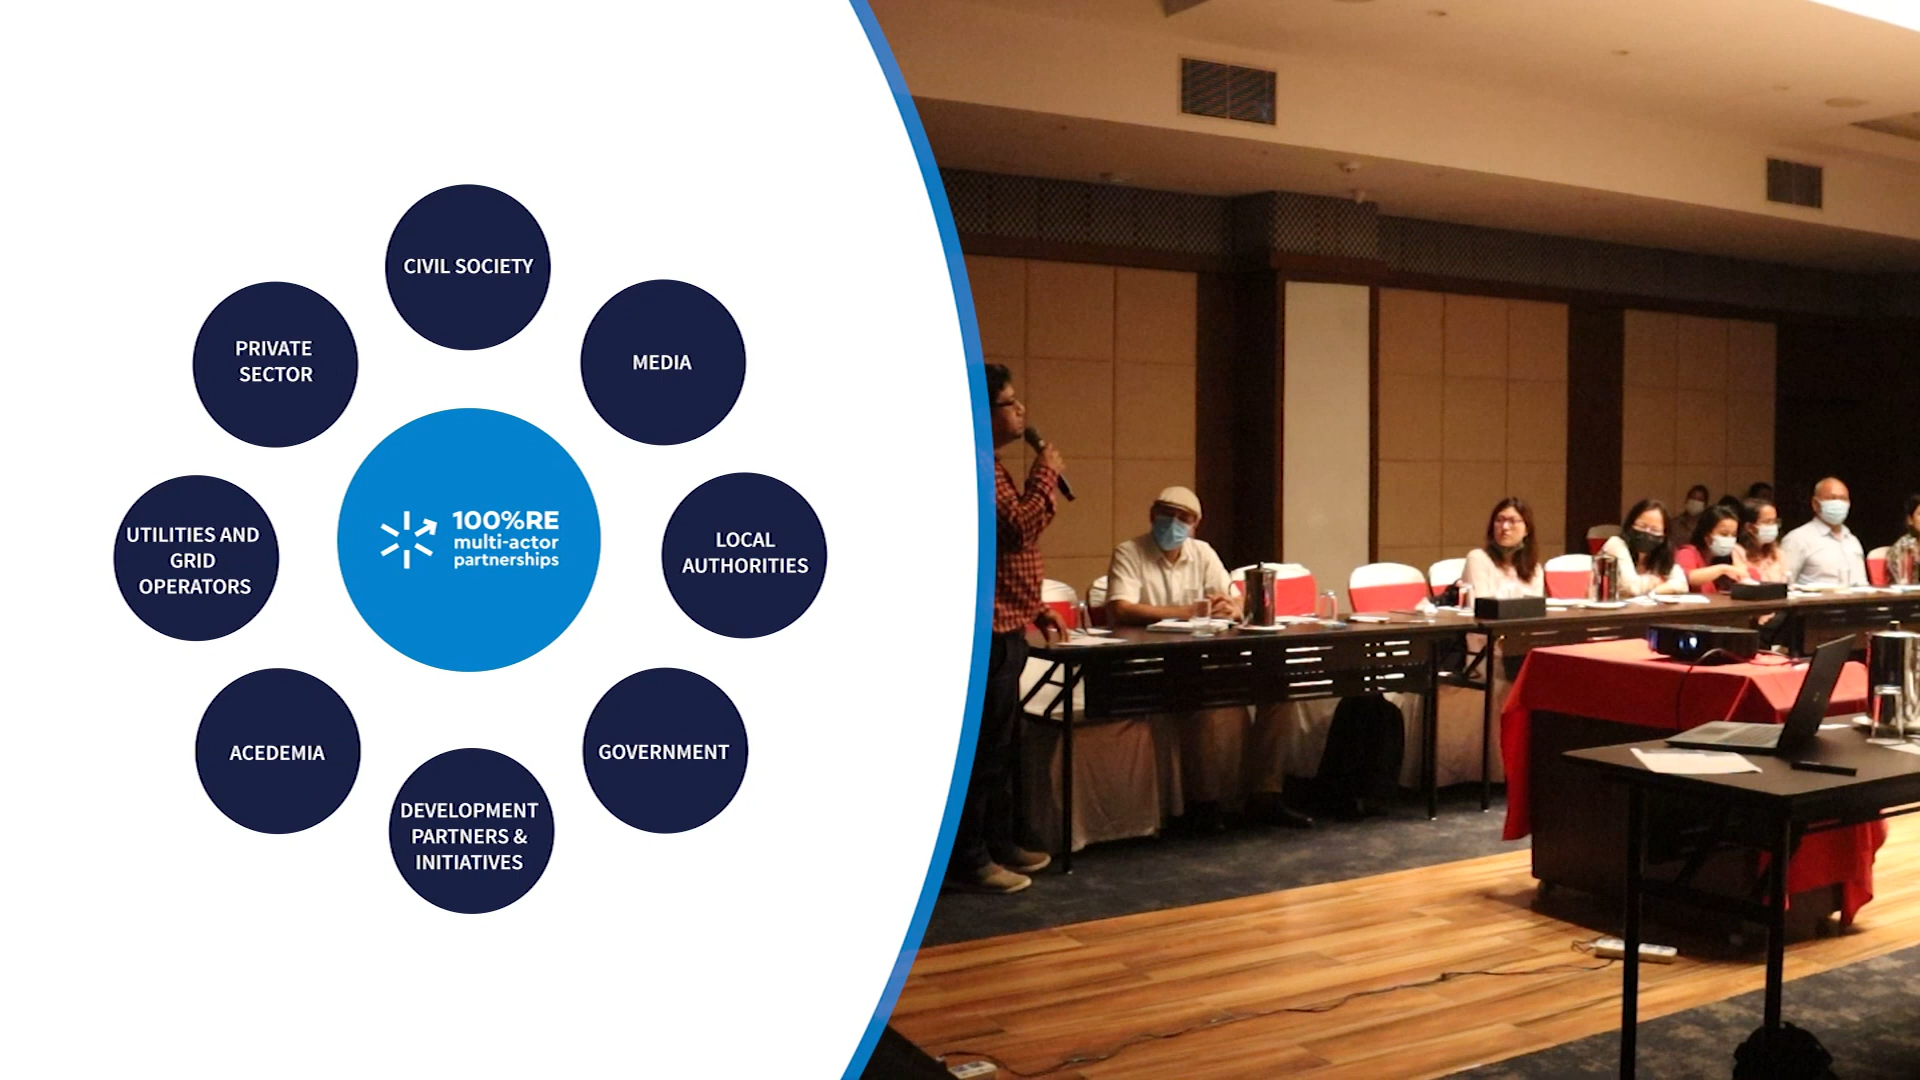 CIVIL SOCIETY
PRIVATE
SECTOR
MEDIA
UTILITIES AND
GRID
OPERATORS
100%RE
multi-actor
partnerships
LOCAL
AUTHORITIES
ACEDEMIA
GOVERNMENT
DEVELOPMENT
PARTNERS &
INITIATIVES